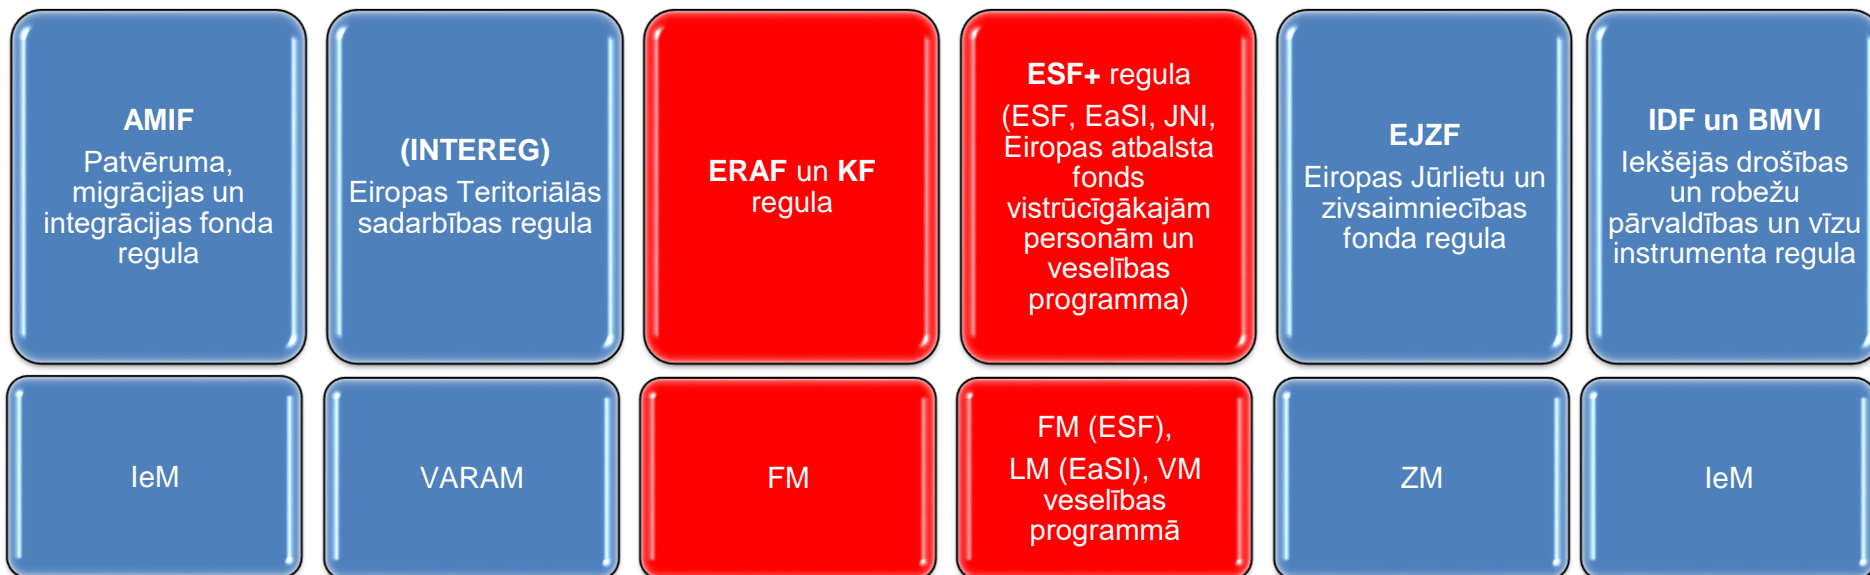 AMIF
Patvēruma,
migrācijas un
integrācijas fonda
regula
(INTEREG)
Eiropas Teritoriālās
sadarbības regula
ERAF un KF
regula
ESF+ regula
(ESF, EaSI, JNI,
Eiropas atbalsta
fonds
vistrūcīgākajām
personām un
veselības
programma)
EJZF
Eiropas Jūrlietu un
zivsaimniecības
fonda regula
IDF un BMVI
Iekšējās drošības
un robežu
pārvaldības un vīzu
instrumenta regula
IeM
VARAM
FM
FM (ESF),
LM (EaSI), VM
veselības
programmā
ZM
IeM